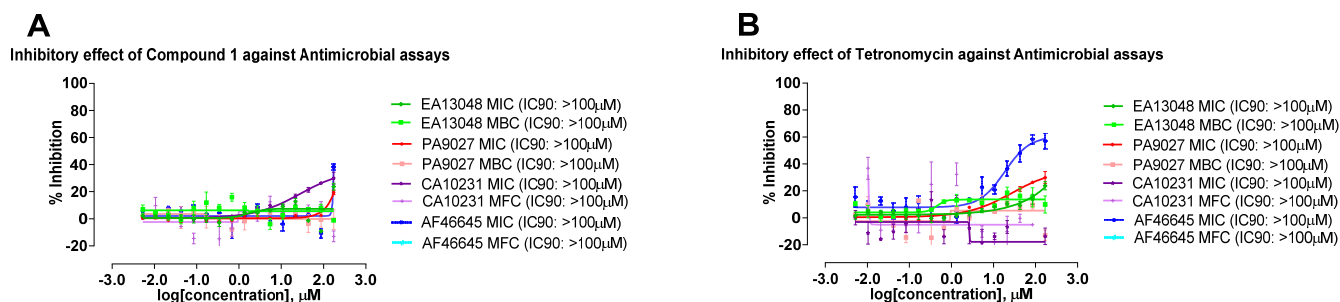 A
Inhibitory effect of Compound 1 against Antimicrobial assays
% Inhibition
100
80
60
40
20
0
-20
-3.0 -2.0 -1.0 0.0 1.0 2.0 3.0
log[concentration], μM
EA13048 MIC (IC90: >100μM)
EA13048 MBC (IC90: >100μM)
PA9027 MIC (IC90: >100μM)
PA9027 MBC (IC90: >100μM)
CA10231 MIC (IC90: >100μM)
CA10231 MFC (IC90: >100μM)
AF46645 MIC (IC90: >100μM)
AF46645 MFC (IC90: >100μM)
B
Inhibitory effect of Tetronomycin against Antimicrobial assays
% Inhibition
100
80
60
40
20
0
-20
-3.0 -2.0 -1.0 0.0 1.0 2.0 3.0
log[concentration], μM
EA13048 MIC (IC90: >100μM)
EA13048 MBC (IC90: >100μM)
PA9027 MIC (IC90: >100μM)
PA9027 MBC (IC90: >100μM)
CA10231 MIC (IC90: >100μM)
CA10231 MFC (IC90: >100μM)
AF46645 MIC (IC90: >100μM)
AF46645 MFC (IC90: >100μM)